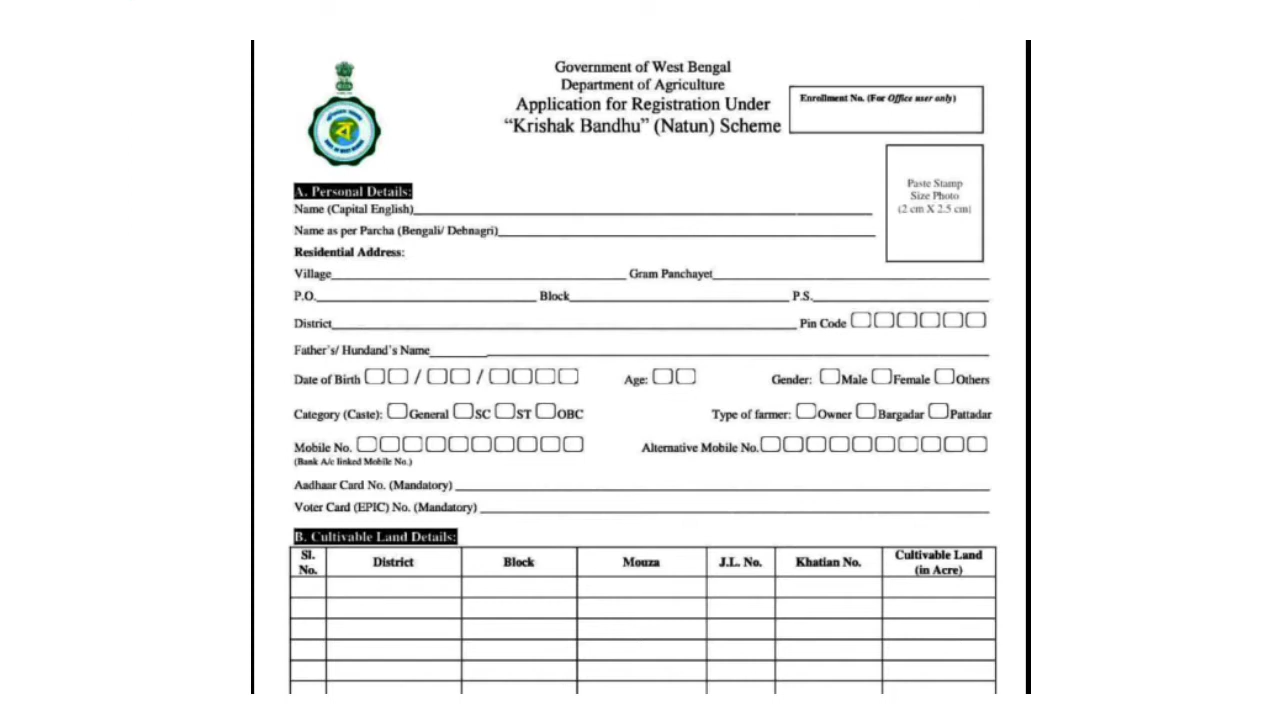 Government of West Bengal
Department of Agriculture
Application for Registration Under
“Krishak Bandhu” (Natun) Scheme
Enrollment No. (For Office user only)
Paste Stamp
Size Photo
(2 cm X 2.5 cm)
A. Personal Details:
Name (Capital English)
Name as per Parcha (Bengali/ Debnagri)
Residential Address:
Village Gram Panchayet
P.O. Block P.S.
District Pin Code
Father’s/ Hundand’s Name
Date of Birth / / Age: Gender: Male Female Others
Category (Caste): General SC ST OBC Type of farmer: Owner Bargadar Pattadar
Mobile No. Alternative Mobile No.
(Bank A/c linked Mobile No.)
Aadhaar Card No. (Mandatory)
Voter Card (EPIC) No. (Mandatory)
B. Cultivable Land Details:
Sl. No. District Block Mouza J.L. No. Khatian No. Cultivable Land (in Acre)